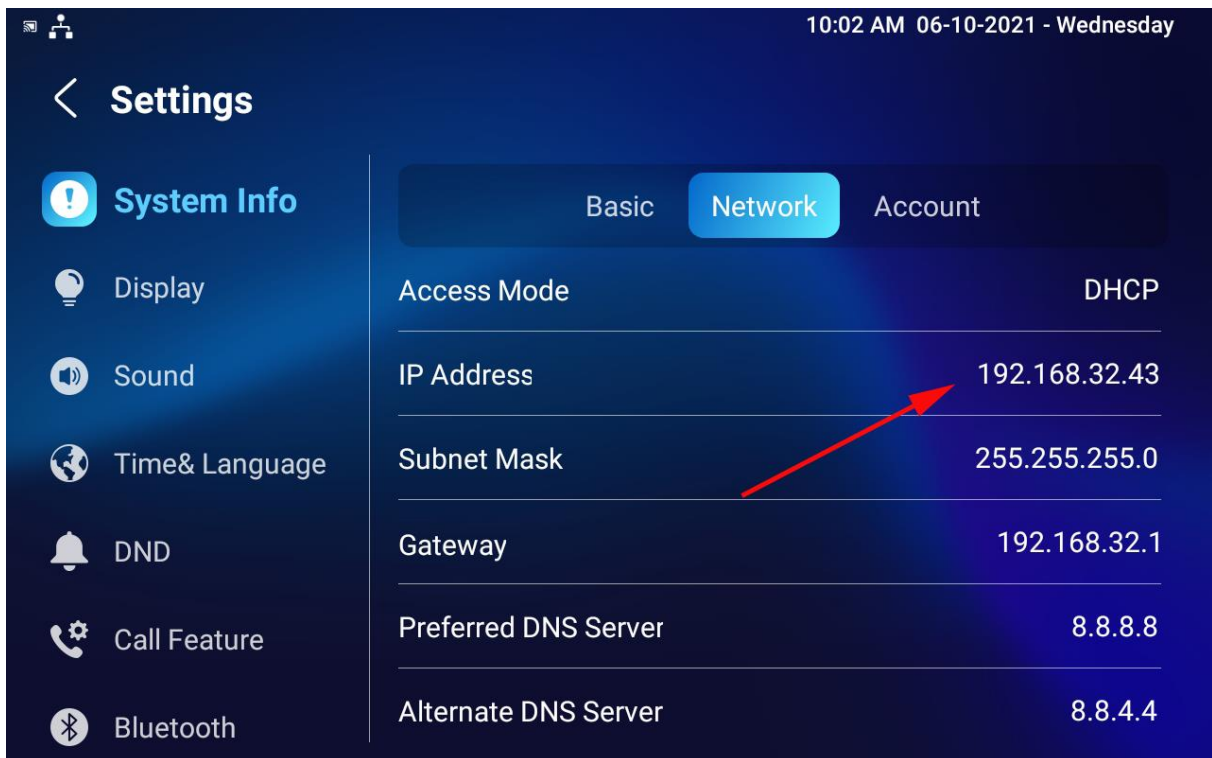 10:02 AM 06-10-2021 - Wednesday
Settings
System Info
Display
Sound
Time& Language
DND
Call Feature
Bluetooth
Basic Network Account
Access Mode DHCP
IP Address 192.168.32.43
Subnet Mask 255.255.255.0
Gateway 192.168.32.1
Preferred DNS Server 8.8.8.8
Alternate DNS Server 8.8.4.4